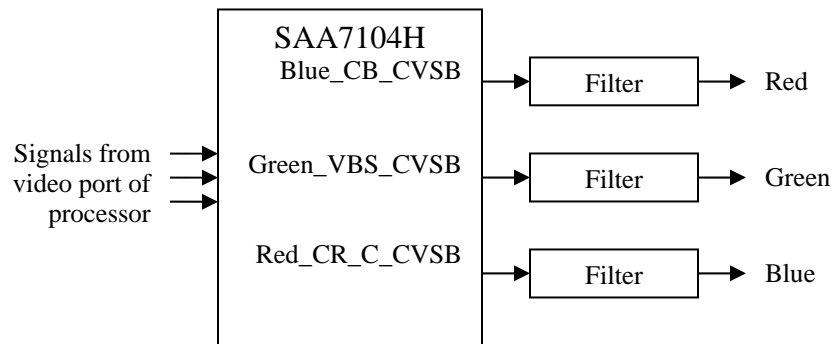 SAA7104H
Blue_CB_CVSB
Filter
Red
Signals from
video port of
processor
Green_VBS_CVSB
Filter
Green
Red_CR_C_CVSB
Filter
Blue